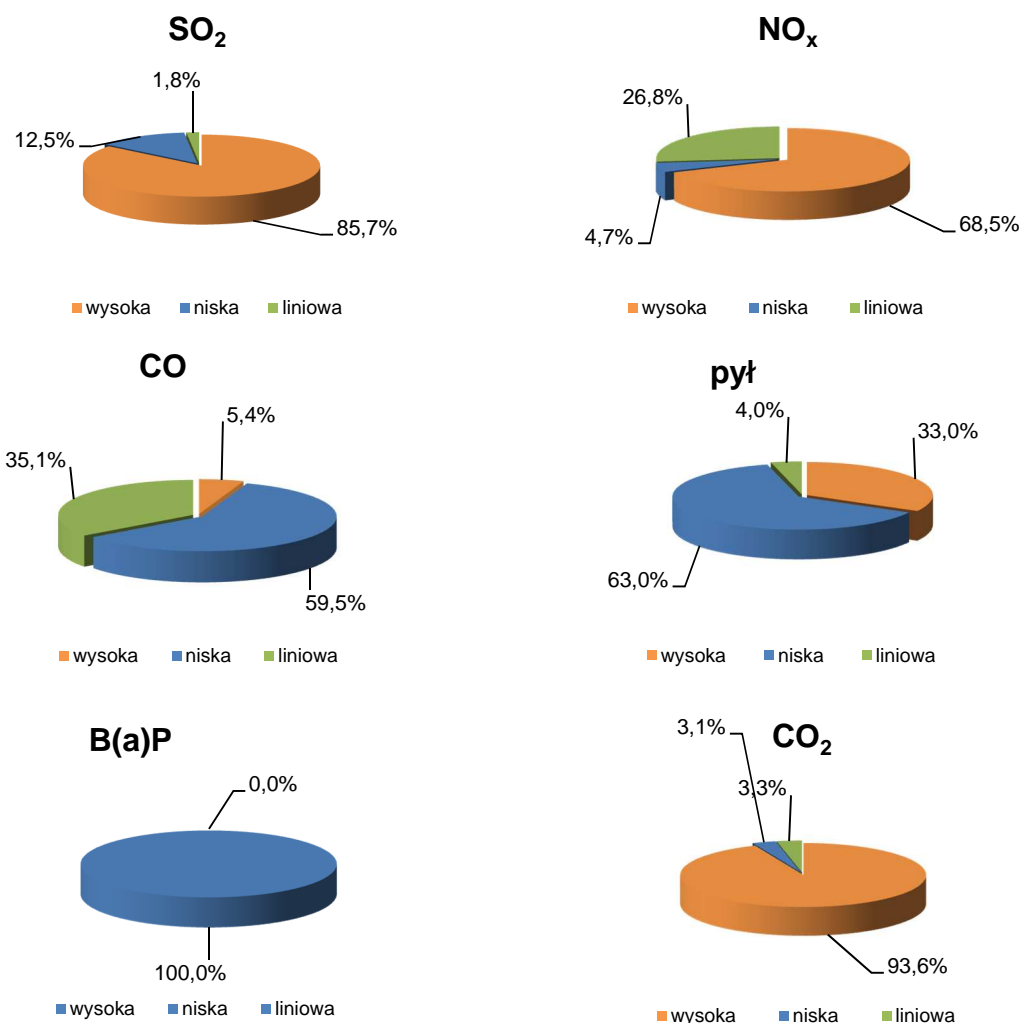 SO2
1,8%
12,5%
85,7%
wysoka niska liniowa
NOx
26,8%
4,7%
68,5%
wysoka niska liniowa
CO
5,4%
35,1%
59,5%
wysoka niska liniowa
pył
4,0%
33,0%
63,0%
wysoka niska liniowa
B(a)P
0,0%
100,0%
wysoka niska liniowa
CO2
3,1%
3,3%
93,6%
wysoka niska liniowa